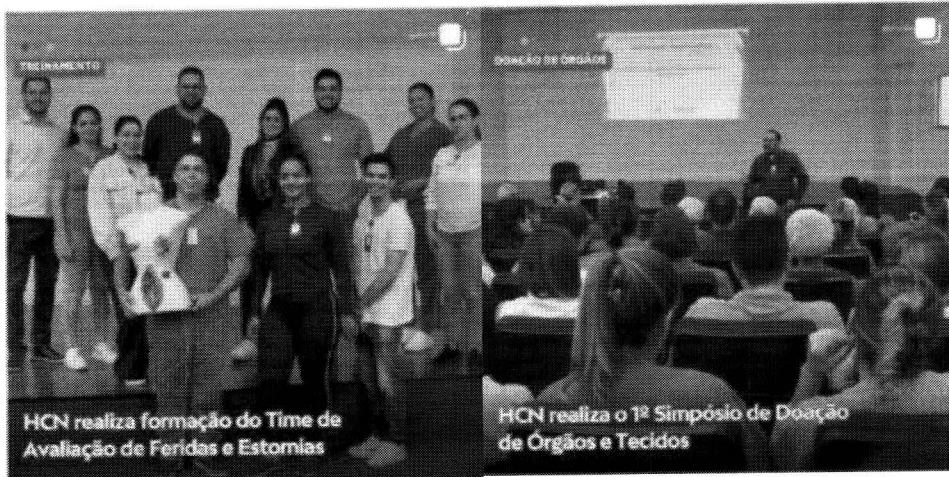 TREINAMENTO
HCN realiza formação do Time de
Avaliação de Feridas e Estomias
DOAÇÃO DE ÓRGÃOS
HCN realiza o 1º Simpósio de Doação
de Órgãos e Tecidos